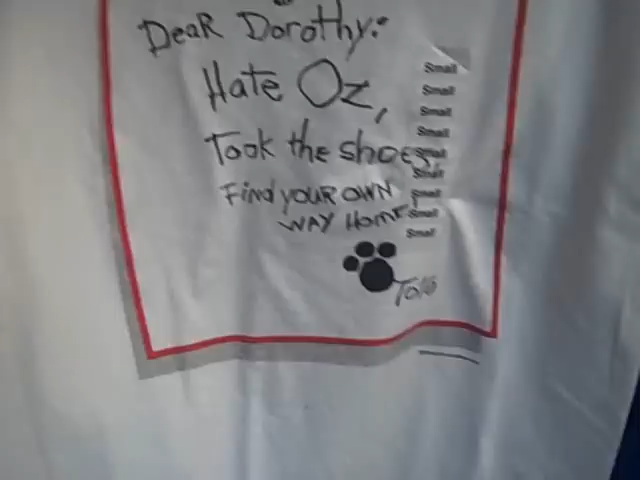 Dear Dorothy:
Hate Oz,
Took the shoes
Find your own
way home
Toto
Small
Small
Small
Small
Small
Small
Small
Small
Small